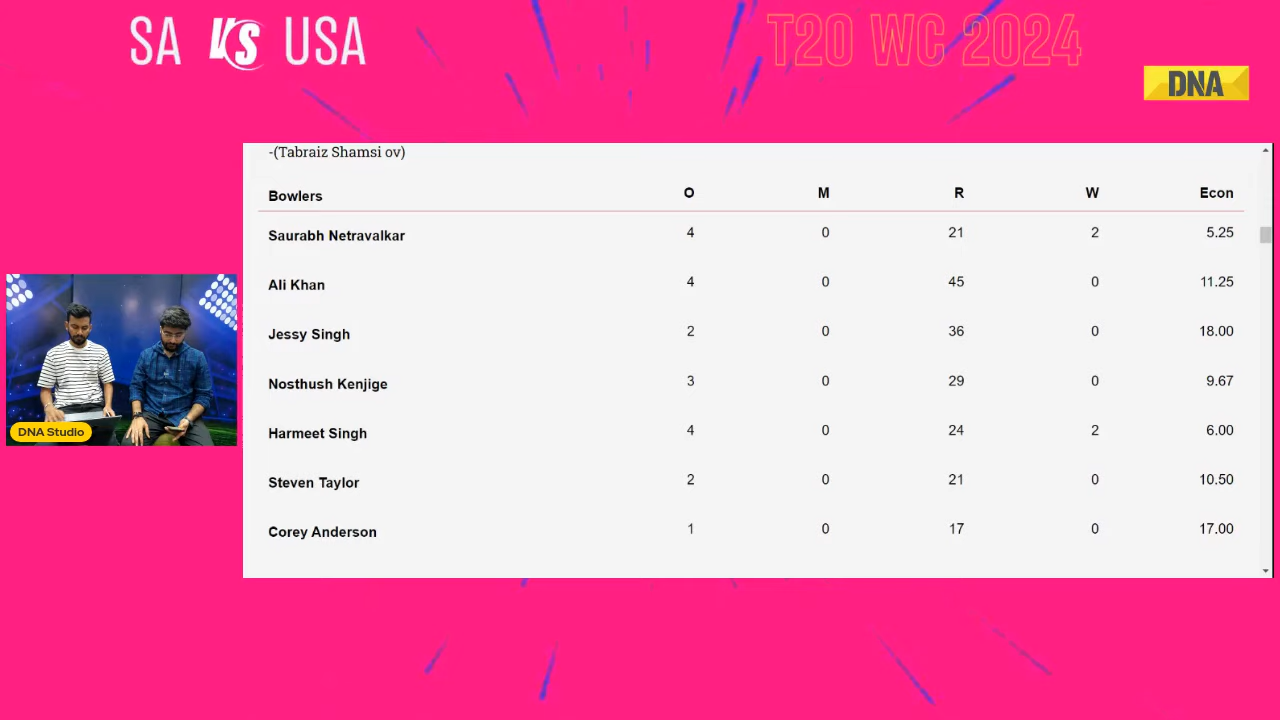 SA VS USA
T20 WC 2024
DNA
-(Tabraiz Shamsi ov)
Bowlers O M R W Econ
Saurabh Netravalkar 4 0 21 2 5.25
Ali Khan 4 0 45 0 11.25
Jessy Singh 2 0 36 0 18.00
Nosthush Kenjige 3 0 29 0 9.67
Harmeet Singh 4 0 24 2 6.00
Steven Taylor 2 0 21 0 10.50
Corey Anderson 1 0 17 0 17.00
DNA Studio